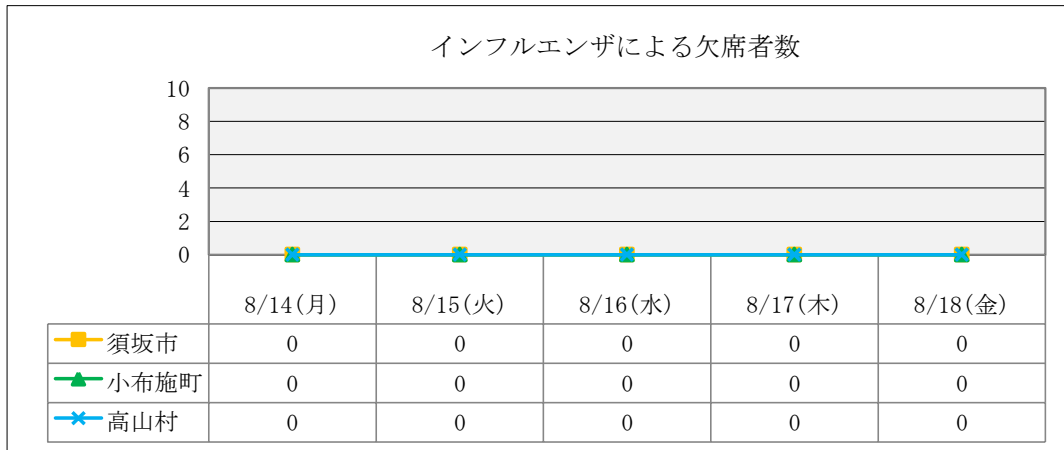 インフルエンザによる欠席者数
10
8
6
4
2
0
8/14(月) 8/15(火) 8/16(水) 8/17(木) 8/18(金)
須坂市 0 0 0 0 0
小布施町 0 0 0 0 0
高山村 0 0 0 0 0